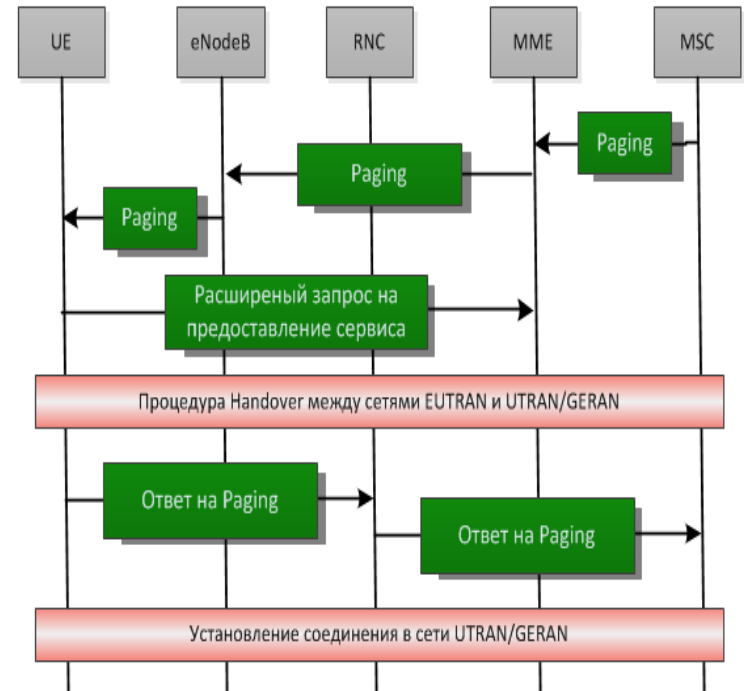 UE
eNodeB
RNC
MME
MSC
Paging
Paging
Paging
Расширеный запрос на
предоставление сервиса
Процедура Handover между сетями EUTRAN и UTRAN/GERAN
Ответ на Paging
Ответ на Paging
Установление соединения в сети UTRAN/GERAN